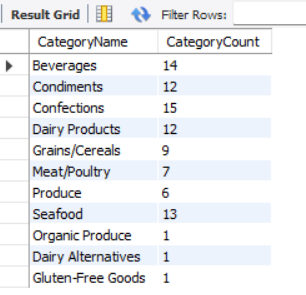 Result Grid Filter Rows:
CategoryName CategoryCount
Beverages 14
Condiments 12
Confections 15
Dairy Products 12
Grains/Cereals 9
Meat/Poultry 7
Produce 6
Seafood 13
Organic Produce 1
Dairy Alternatives 1
Gluten-Free Goods 1